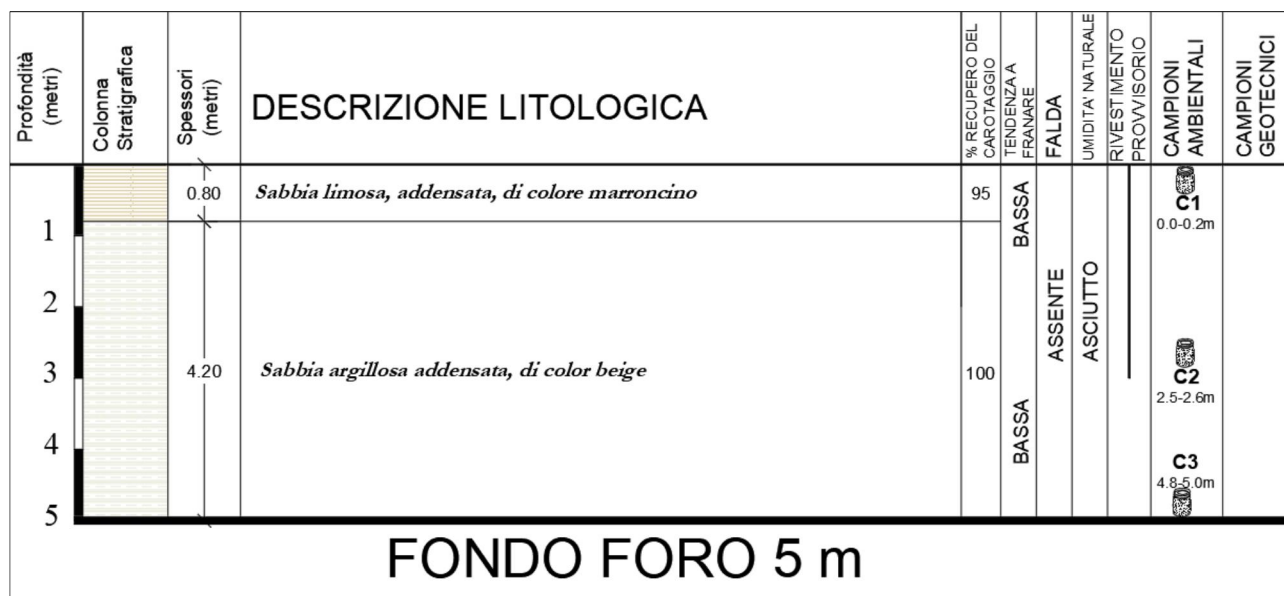 Profondità
(metri)
Colonna
Stratigrafica
Spessori
(metri)
DESCRIZIONE LITOLOGICA
% RECUPERO DEL
CAROTAGGIO
TENDENZA A
FRANARE
FALDA
UMIDITA' NATURALE
RIVESTIMENTO
PROVVISORIO
CAMPIONI
AMBIENTALI
CAMPIONI
GEOTECNICI
0.80
Sabbia limosa, addensata, di colore marroncino
95
BASSA
C1
0.0-0.2m
1
2
ASSENTE
ASCIUTTO
3
4.20
Sabbia argillosa addensata, di color beige
100
C2
2.5-2.6m
BASSA
4
C3
4.8-5.0m
5
FONDO FORO 5 m